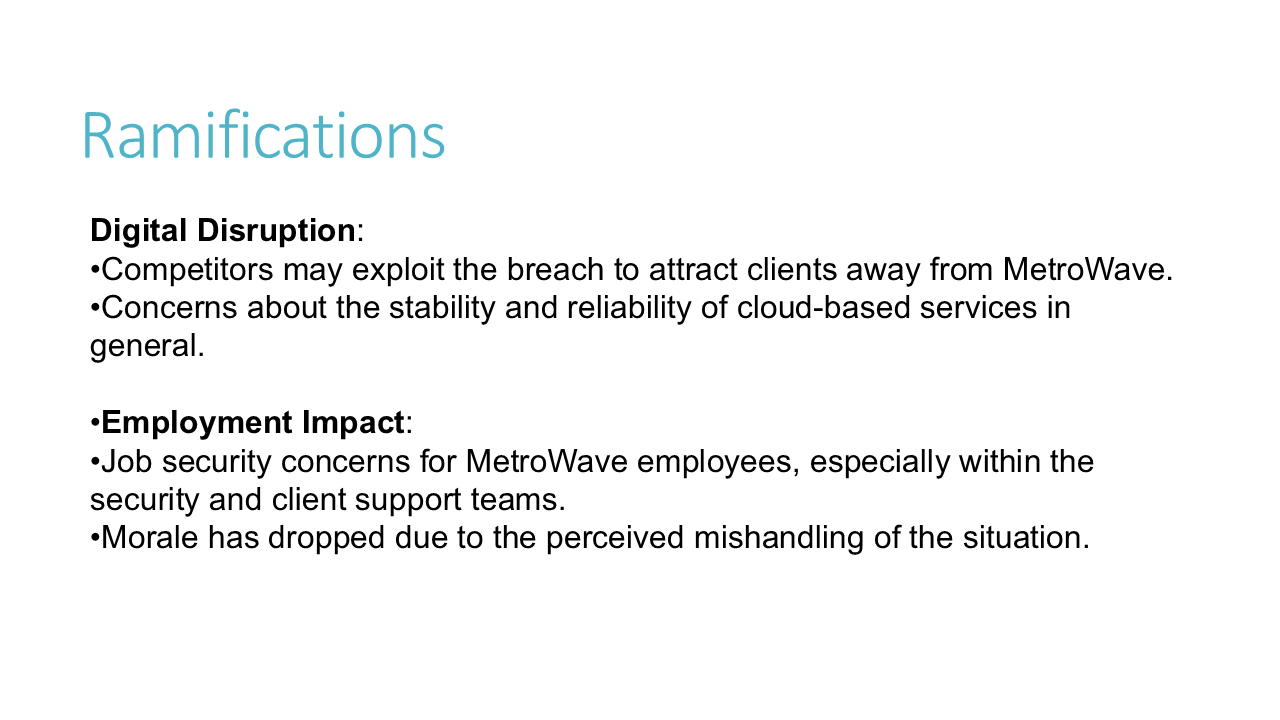 Ramifications
Digital Disruption:
•Competitors may exploit the breach to attract clients away from MetroWave.
•Concerns about the stability and reliability of cloud-based services in
general.
•Employment Impact:
•Job security concerns for MetroWave employees, especially within the
security and client support teams.
•Morale has dropped due to the perceived mishandling of the situation.